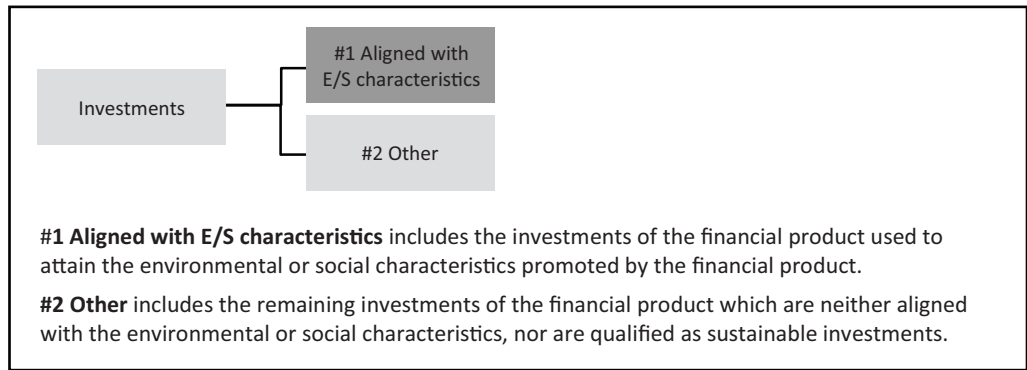 #1 Aligned with
E/S characteristics
Investments
#2 Other
#1 Aligned with E/S characteristics includes the investments of the financial product used to
attain the environmental or social characteristics promoted by the financial product.
#2 Other includes the remaining investments of the financial product which are neither aligned
with the environmental or social characteristics, nor are qualified as sustainable investments.